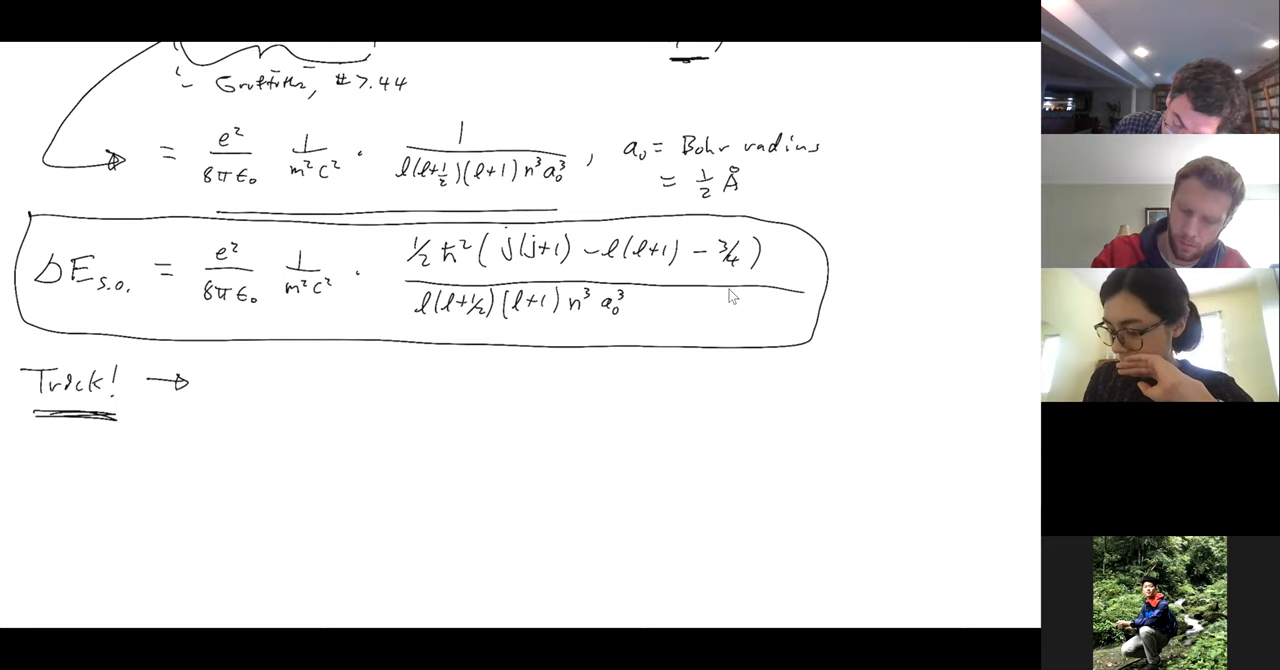 ~ Griffiths, #7.44
= e²/8πϵ₀ 1/m²c² · 1/l(l+½)(l+1)n³a₀³ , a₀ = Bohr radius
= ½ Å
ΔE_s.o. = e²/8πϵ₀ 1/m²c² · ½ħ²(j(j+1) - l(l+1) - ¾)/l(l+½)(l+1)n³a₀³
Trick! →